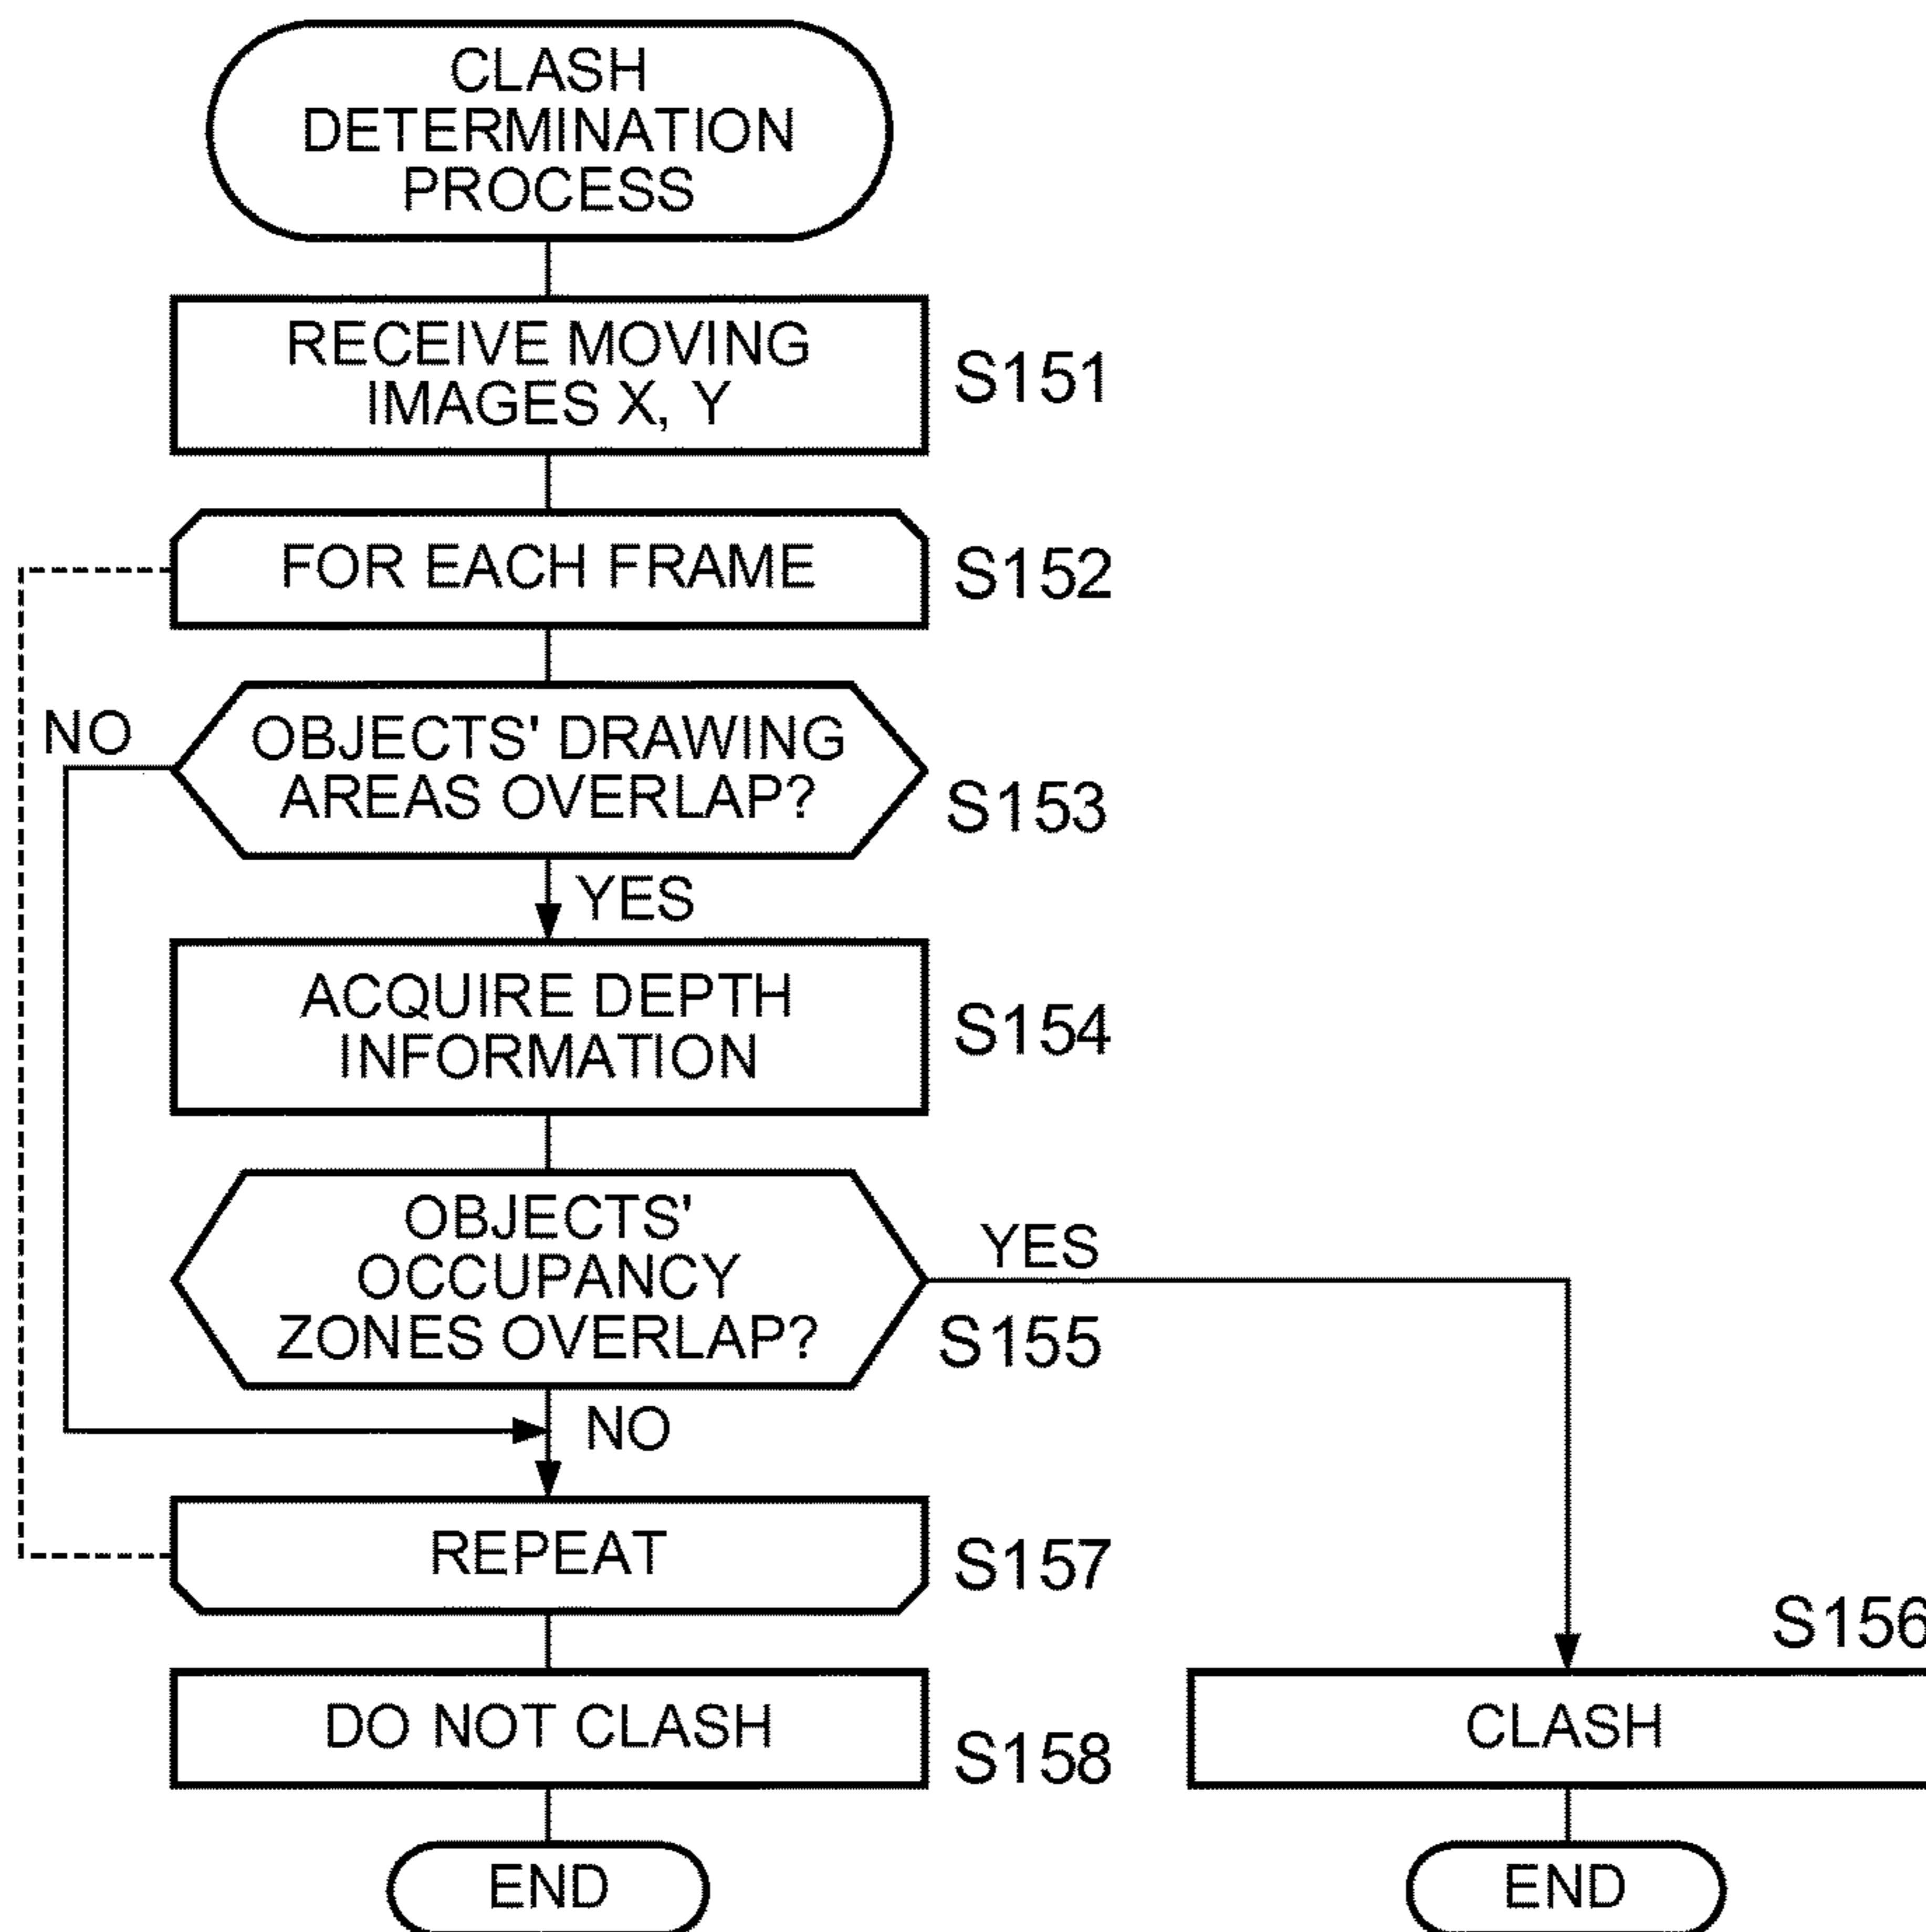 CLASH
DETERMINATION
PROCESS
RECEIVE MOVING
IMAGES X, Y
S151
FOR EACH FRAME
S152
NO
OBJECTS' DRAWING
AREAS OVERLAP?
S153
YES
ACQUIRE DEPTH
INFORMATION
S154
OBJECTS'
OCCUPANCY
ZONES OVERLAP?
YES
S155
NO
REPEAT
S157
S156
DO NOT CLASH
S158
CLASH
END
END